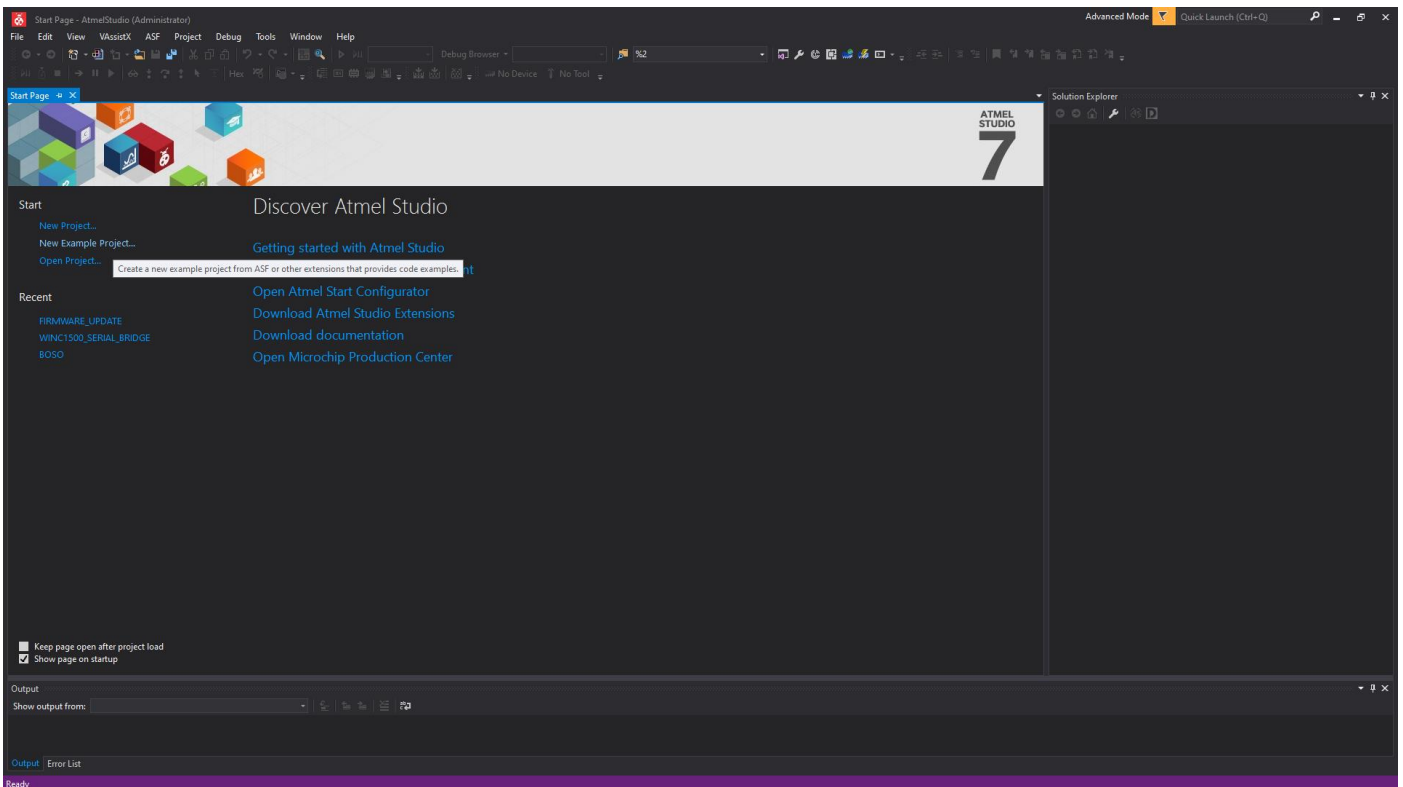 Start Page - AtmelStudio (Administrator)
Advanced Mode
Quick Launch (Ctrl+Q)
File Edit View VAssistX ASF Project Debug Tools Window Help
Debug Browser
%2
Hex
No Device
No Tool
Start Page
Solution Explorer
ATMEL
STUDIO
7
Start
New Project...
New Example Project...
Open Project...
Create a new example project from ASF or other extensions that provides code examples.
Recent
FIRMWARE_UPDATE
WINC1500_SERIAL_BRIDGE
BOSO
Discover Atmel Studio
Getting started with Atmel Studio
nt
Open Atmel Start Configurator
Download Atmel Studio Extensions
Download documentation
Open Microchip Production Center
Keep page open after project load
Show page on startup
Output
Show output from:
Output
Error List
Ready